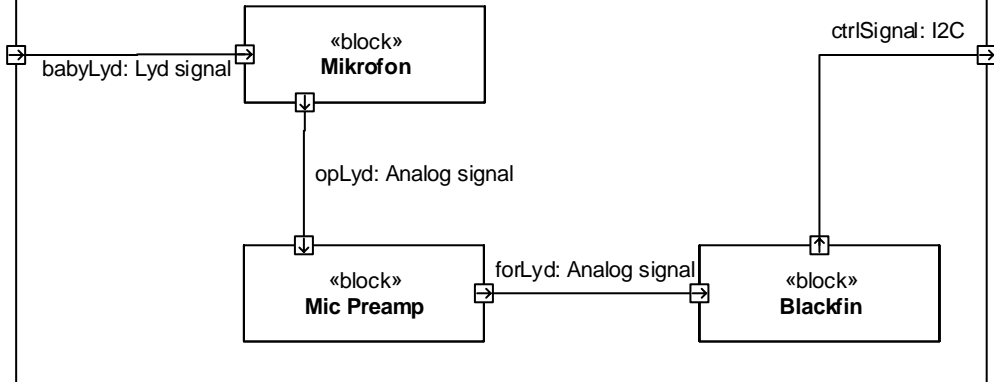 babyLyd: Lyd signal
«block»
Mikrofon
ctrlSignal: I2C
opLyd: Analog signal
«block»
Mic Preamp
forLyd: Analog signal
«block»
Blackfin